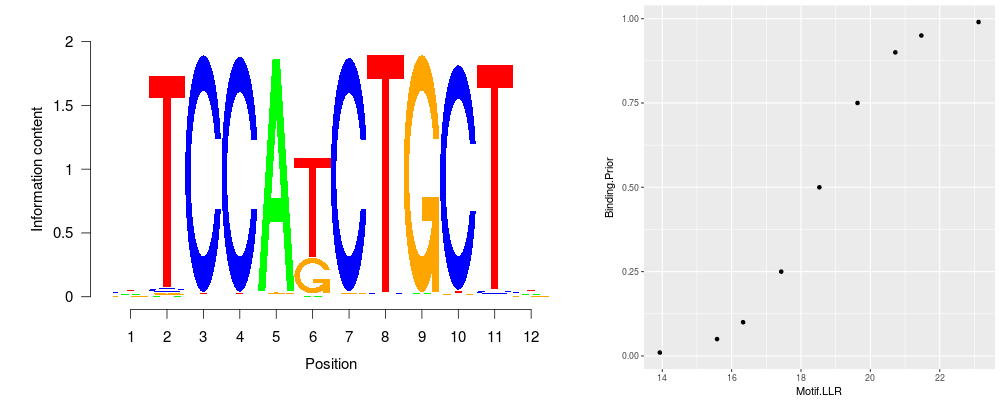 Information content
2
1.5
1
0.5
0
TCCATCTGCT
G
1 2 3 4 5 6 7 8 9 10 11 12
Position
Binding.Prior
1.00
0.75
0.50
0.25
0.00
14 16 18 20 22
Motif.LLR